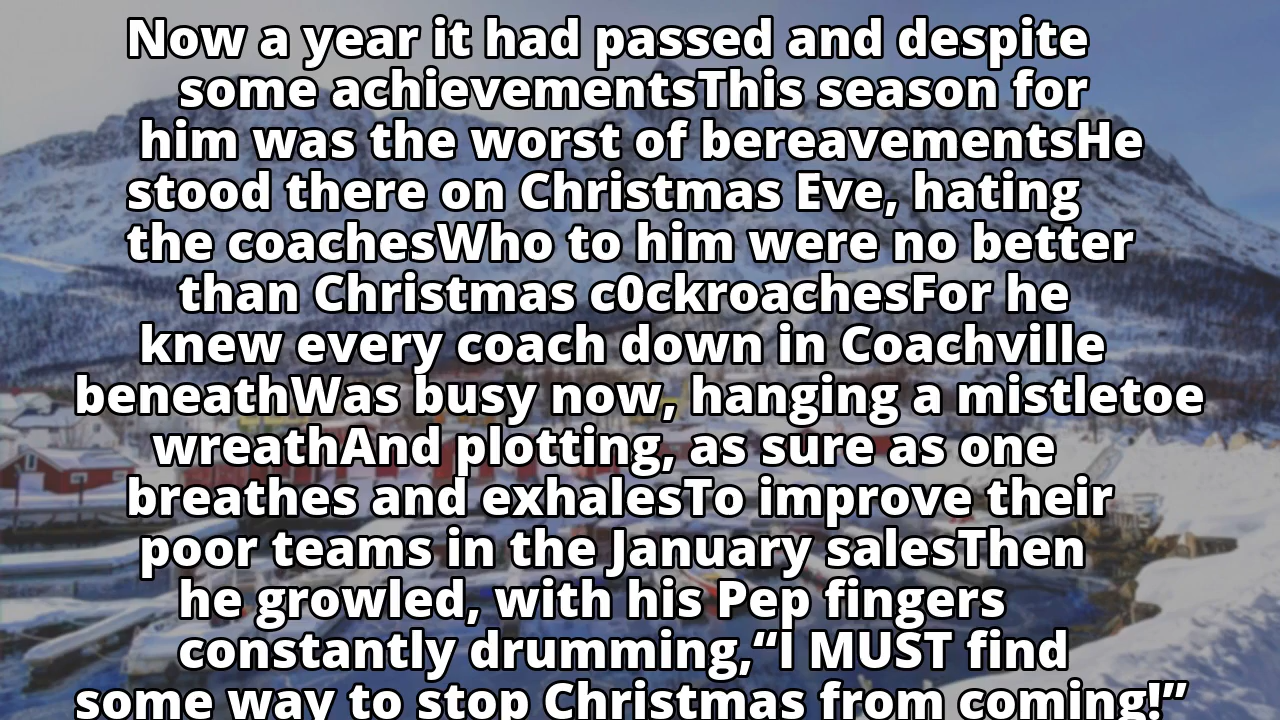 Now a year it had passed and despite
some achievementsThis season for
him was the worst of bereavementsHe
stood there on Christmas Eve, hating
the coachesWho to him were no better
than Christmas c0ckroachesFor he
knew every coach down in Coachville
beneathWas busy now, hanging a mistletoe
wreathAnd plotting, as sure as one
breathes and exhalesTo improve their
poor teams in the January salesThen
he growled, with his Pep fingers
constantly drumming,“I MUST find
some way to stop Christmas from coming!”